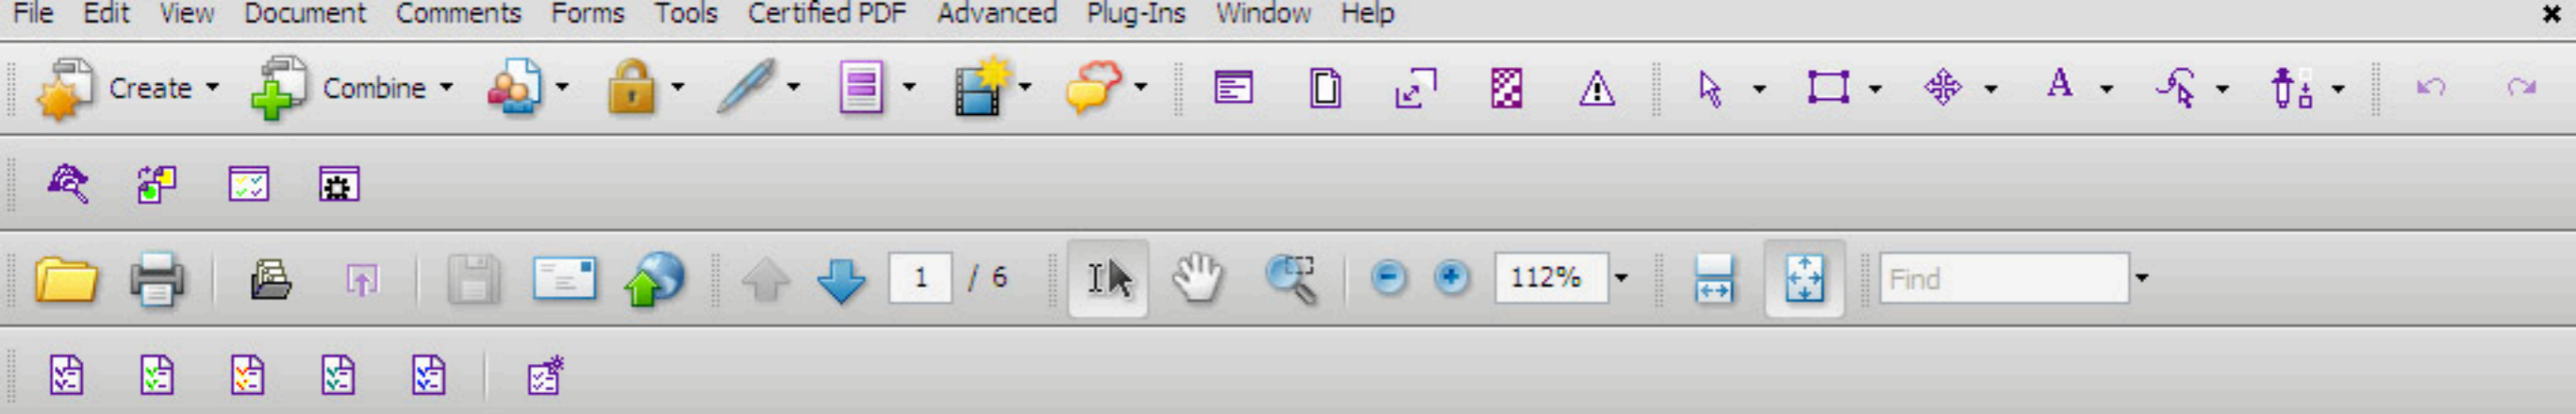 File Edit View Document Comments Forms Tools Certified PDF Advanced Plug-Ins Window Help
Create Combine A
1 / 6 112% Find